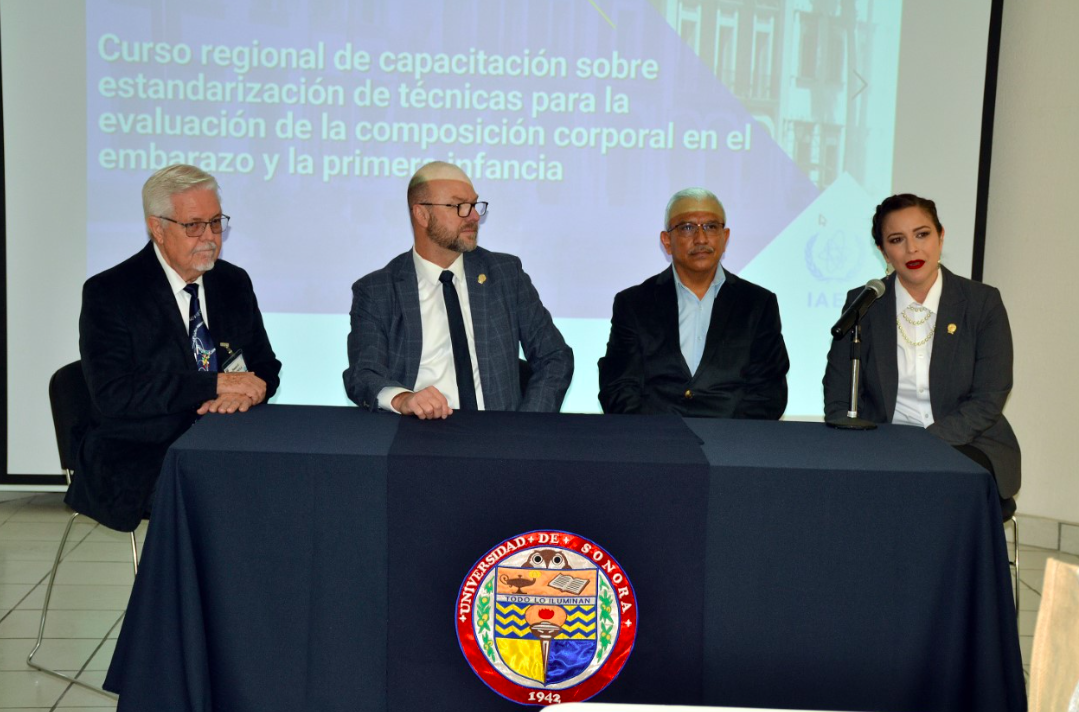 Curso regional de capacitación sobre
estandarización de técnicas para la
evaluación de la composición corporal en el
embarazo y la primera infancia
UNIVERSIDAD DE SONORA
TODO LO ILUMINAN
1942